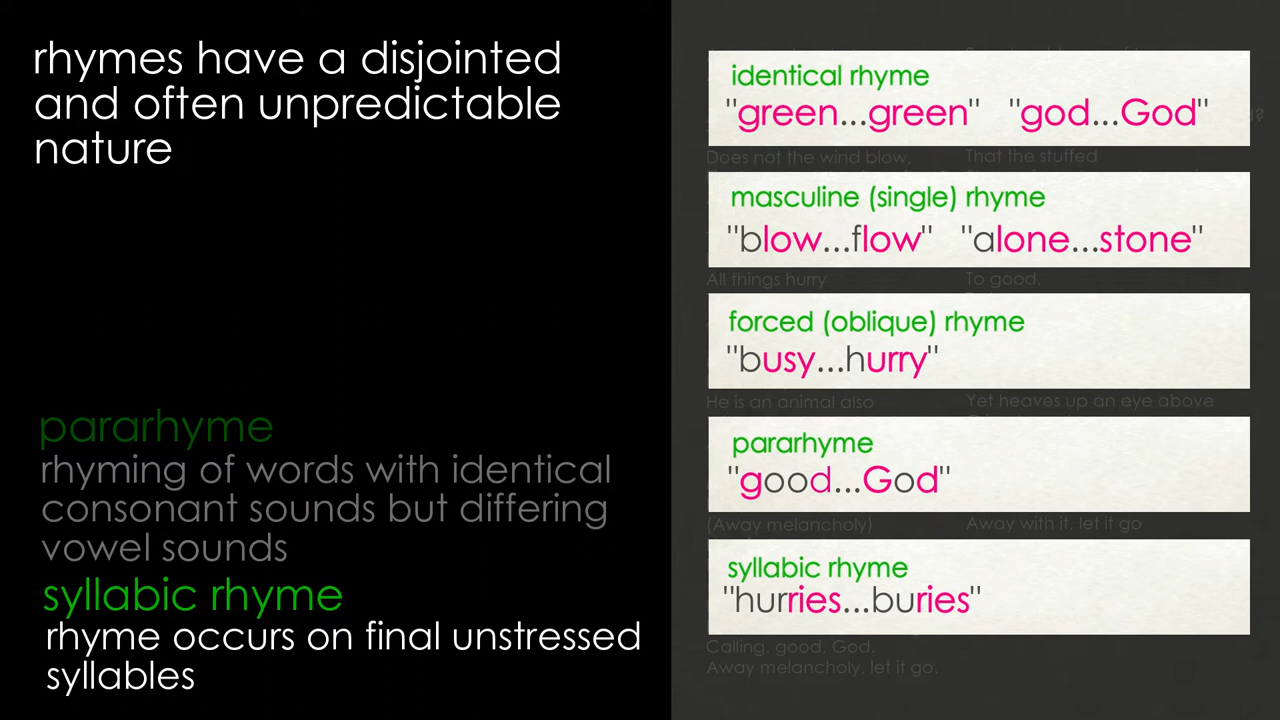 rhymes have a disjointed
and often unpredictable
nature
pararhyme
rhyming of words with identical
consonant sounds but differing
vowel sounds
syllabic rhyme
rhyme occurs on final unstressed
syllables
identical rhyme
"green...green" "god...God"
Does not the wind blow,
That the stuffed
masculine (single) rhyme
"blow...flow" "alone...stone"
All things hurry
To good,
forced (oblique) rhyme
"busy...hurry"
He is an animal also
Yet heaves up an eye above
pararhyme
"good...God"
(Away melancholy)
Away with it, let it go
syllabic rhyme
"hurries...buries"
Calling, good, God.
Away melancholy, let it go.